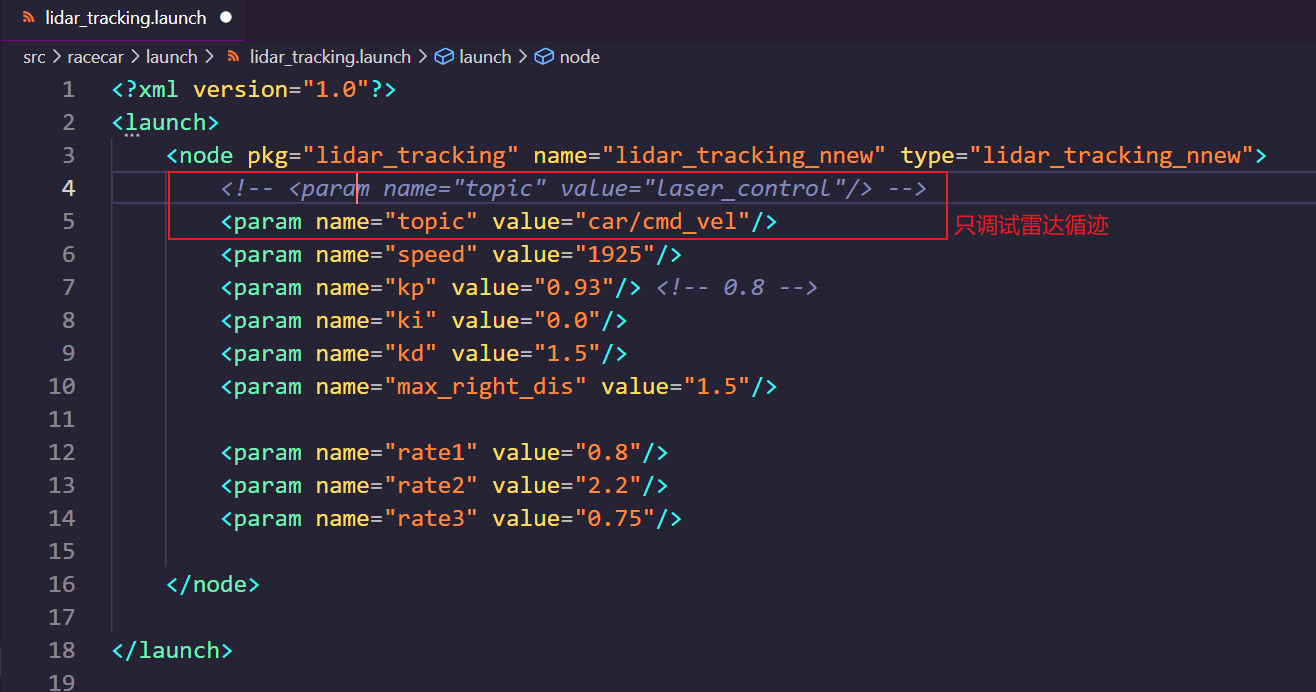 lidar_tracking.launch
src > racecar > launch > lidar_tracking.launch > launch > node
1 <?xml version="1.0"?>
2 <launch>
3 <node pkg="lidar_tracking" name="lidar_tracking_nnew" type="lidar_tracking_nnew">
4 <!-- <param name="topic" value="laser_control"/> -->
5 <param name="topic" value="car/cmd_vel"/> 只调试雷达循迹
6 <param name="speed" value="1925"/>
7 <param name="kp" value="0.93"/> <!-- 0.8 -->
8 <param name="ki" value="0.0"/>
9 <param name="kd" value="1.5"/>
10 <param name="max_right_dis" value="1.5"/>
11
12 <param name="rate1" value="0.8"/>
13 <param name="rate2" value="2.2"/>
14 <param name="rate3" value="0.75"/>
15
16 </node>
17
18 </launch>
19